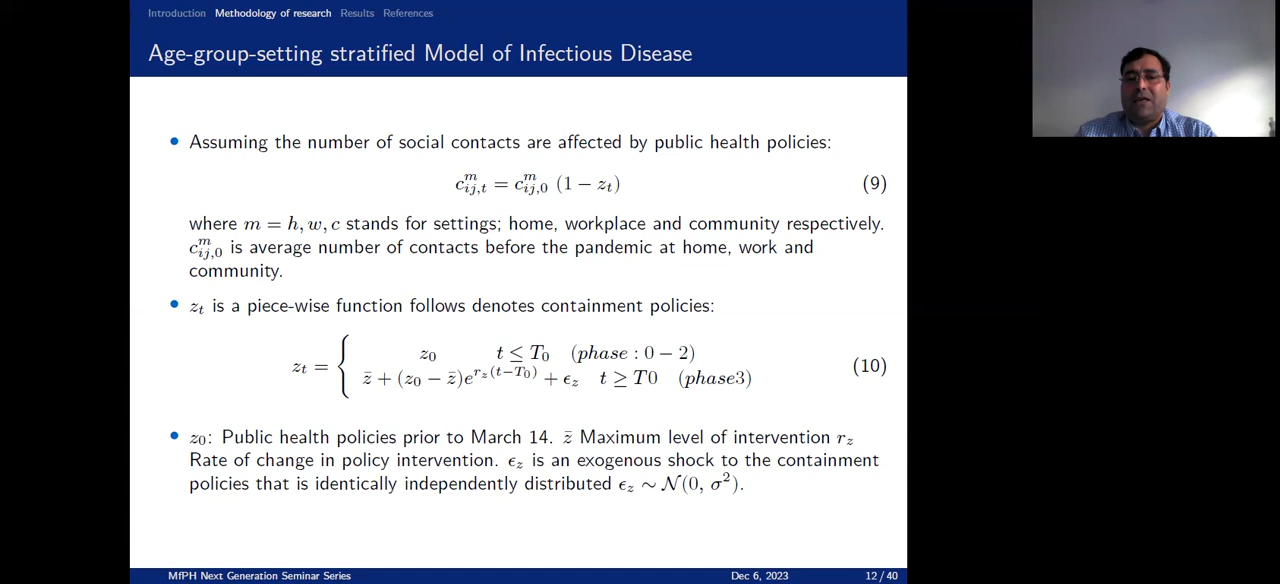 Introduction Methodology of research Results References
Age-group-setting stratified Model of Infectious Disease
• Assuming the number of social contacts are affected by public health policies:
c^m_{ij,t} = c^m_{ij,0} (1 − z_t) (9)
where m = h, w, c stands for settings; home, workplace and community respectively.
c^m_{ij,0} is average number of contacts before the pandemic at home, work and
community.
• z_t is a piece-wise function follows denotes containment policies:
z_t = { z_0 t ≤ T_0 (phase : 0 − 2)
z̄ + (z_0 − z̄)e^{r_z(t−T_0)} + ϵ_z t ≥ T0 (phase3) (10)
• z_0: Public health policies prior to March 14. z̄ Maximum level of intervention r_z
Rate of change in policy intervention. ϵ_z is an exogenous shock to the containment
policies that is identically independently distributed ϵ_z ∼ N(0, σ²).
MfPH Next Generation Seminar Series Dec 6, 2023 12 / 40